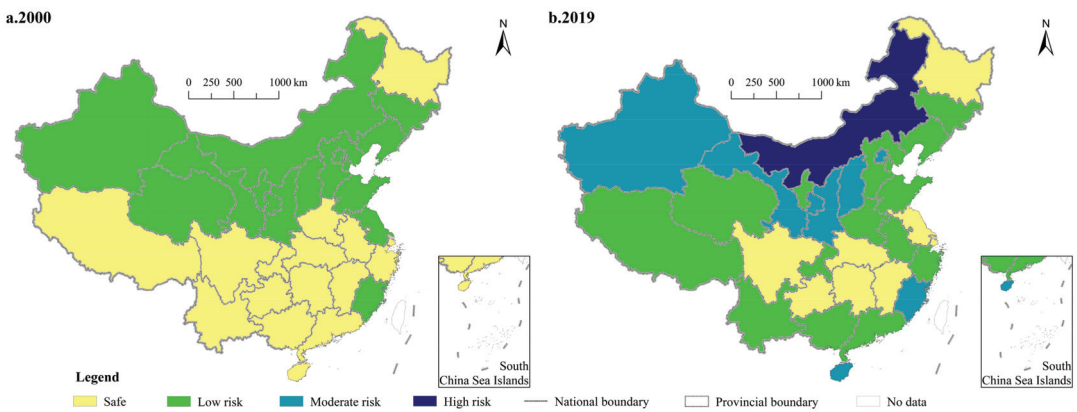 a.2000
N
0 250 500 1000 km
South
China Sea Islands
b.2019
N
0 250 500 1000 km
South
China Sea Islands
Legend
Safe Low risk Moderate risk High risk National boundary Provincial boundary No data